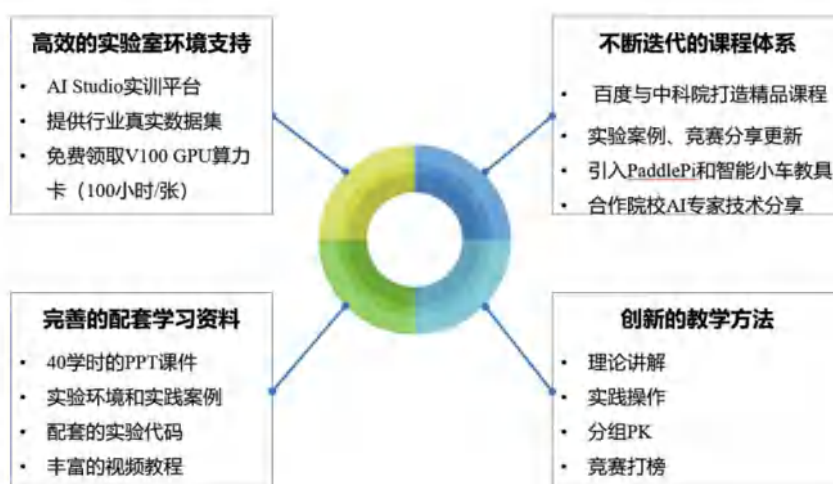 高效的实验室环境支持
• AI Studio实训平台
• 提供行业真实数据集
• 免费领取V100 GPU算力
卡（100小时/张）
不断迭代的课程体系
• 百度与中科院打造精品课程
• 实验案例、竞赛分享更新
• 引入PaddlePi和智能小车教具
• 合作院校AI专家技术分享
完善的配套学习资料
• 40学时的PPT课件
• 实验环境和实践案例
• 配套的实验代码
• 丰富的视频教程
创新的教学方法
• 理论讲解
• 实践操作
• 分组PK
• 竞赛打榜